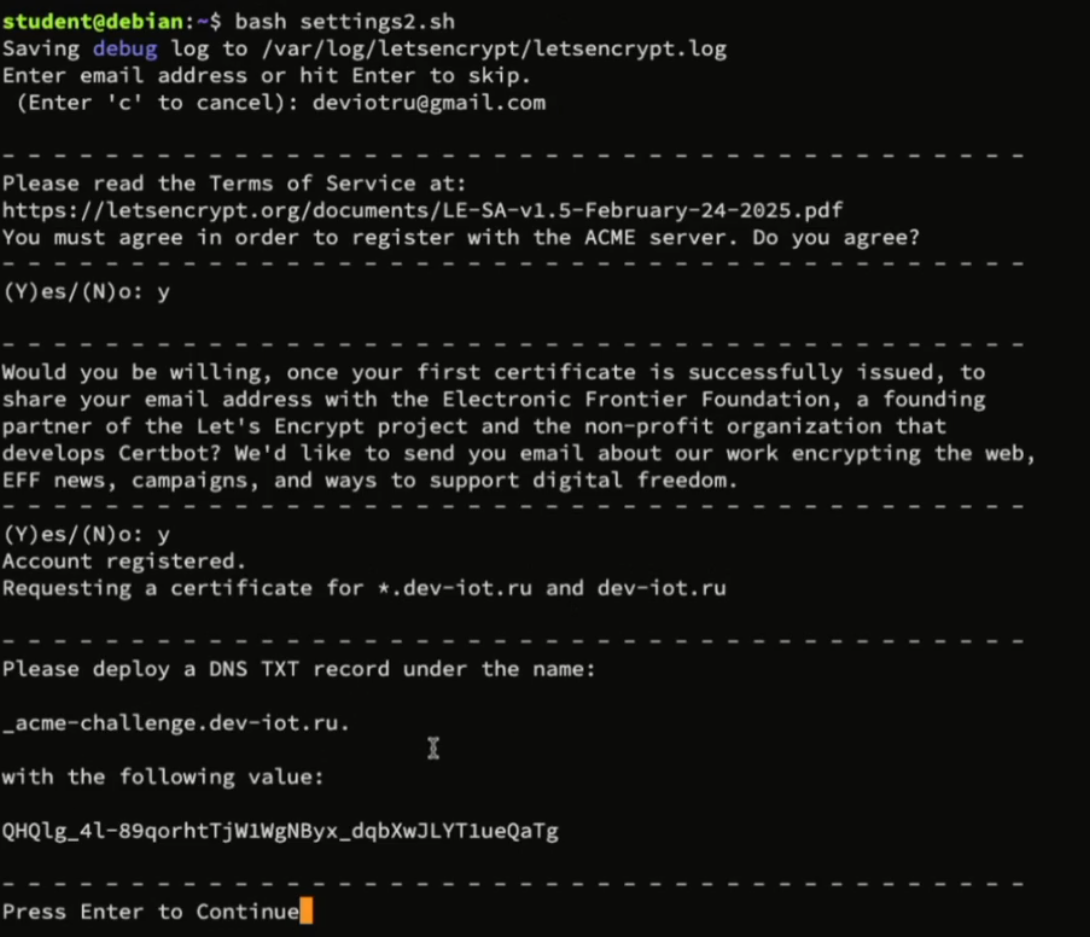 student@debian:~$ bash settings2.sh
Saving debug log to /var/log/letsencrypt/letsencrypt.log
Enter email address or hit Enter to skip.
 (Enter 'c' to cancel): deviotru@gmail.com

- - - - - - - - - - - - - - - - - - - - - - - - - - - - - - - - - - - - - - - -
Please read the Terms of Service at:
https://letsencrypt.org/documents/LE-SA-v1.5-February-24-2025.pdf
You must agree in order to register with the ACME server. Do you agree?
- - - - - - - - - - - - - - - - - - - - - - - - - - - - - - - - - - - - - - - -
(Y)es/(N)o: y

- - - - - - - - - - - - - - - - - - - - - - - - - - - - - - - - - - - - - - - -
Would you be willing, once your first certificate is successfully issued, to
share your email address with the Electronic Frontier Foundation, a founding
partner of the Let's Encrypt project and the non-profit organization that
develops Certbot? We'd like to send you email about our work encrypting the web,
EFF news, campaigns, and ways to support digital freedom.
- - - - - - - - - - - - - - - - - - - - - - - - - - - - - - - - - - - - - - - -
(Y)es/(N)o: y
Account registered.
Requesting a certificate for *.dev-iot.ru and dev-iot.ru

- - - - - - - - - - - - - - - - - - - - - - - - - - - - - - - - - - - - - - - -
Please deploy a DNS TXT record under the name:

_acme-challenge.dev-iot.ru.

with the following value:

QHQlg_4l-89qorhtTjW1WgNByx_dqbXwJLYT1ueQaTg

- - - - - - - - - - - - - - - - - - - - - - - - - - - - - - - - - - - - - - - -
Press Enter to Continue